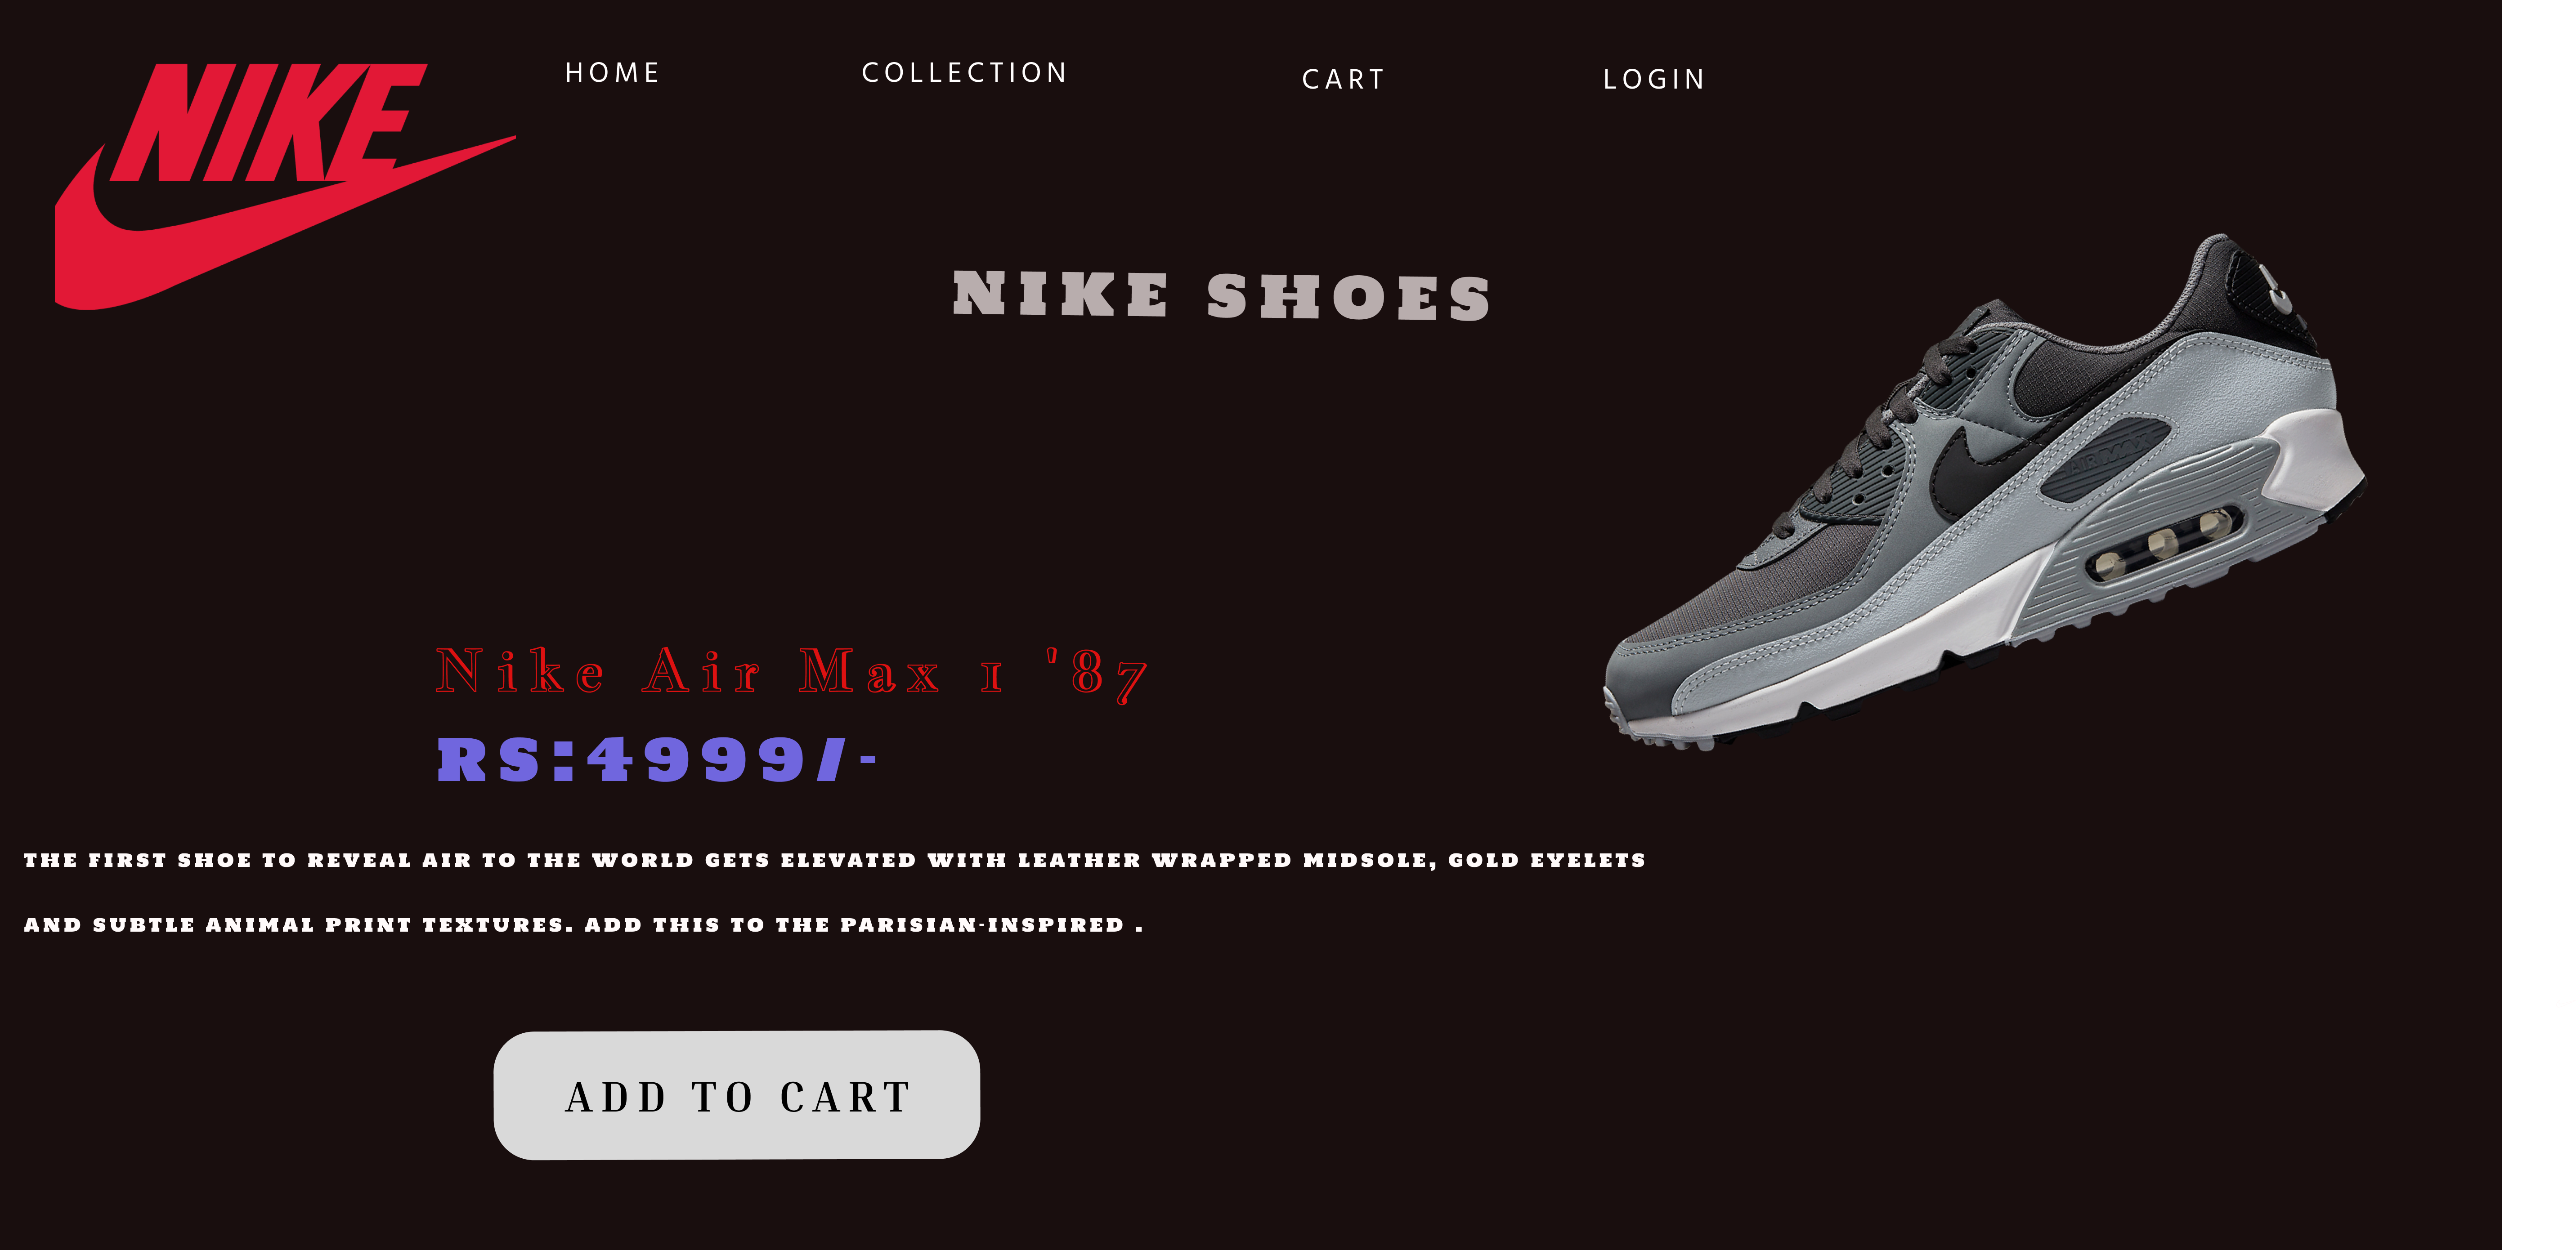 NIKE
HOME COLLECTION CART LOGIN
NIKE SHOES
AIR MAX
Nike Air Max 1 '87
RS:4999/-
THE FIRST SHOE TO REVEAL AIR TO THE WORLD GETS ELEVATED WITH LEATHER WRAPPED MIDSOLE, GOLD EYELETS
AND SUBTLE ANIMAL PRINT TEXTURES. ADD THIS TO THE PARISIAN-INSPIRED .
ADD TO CART